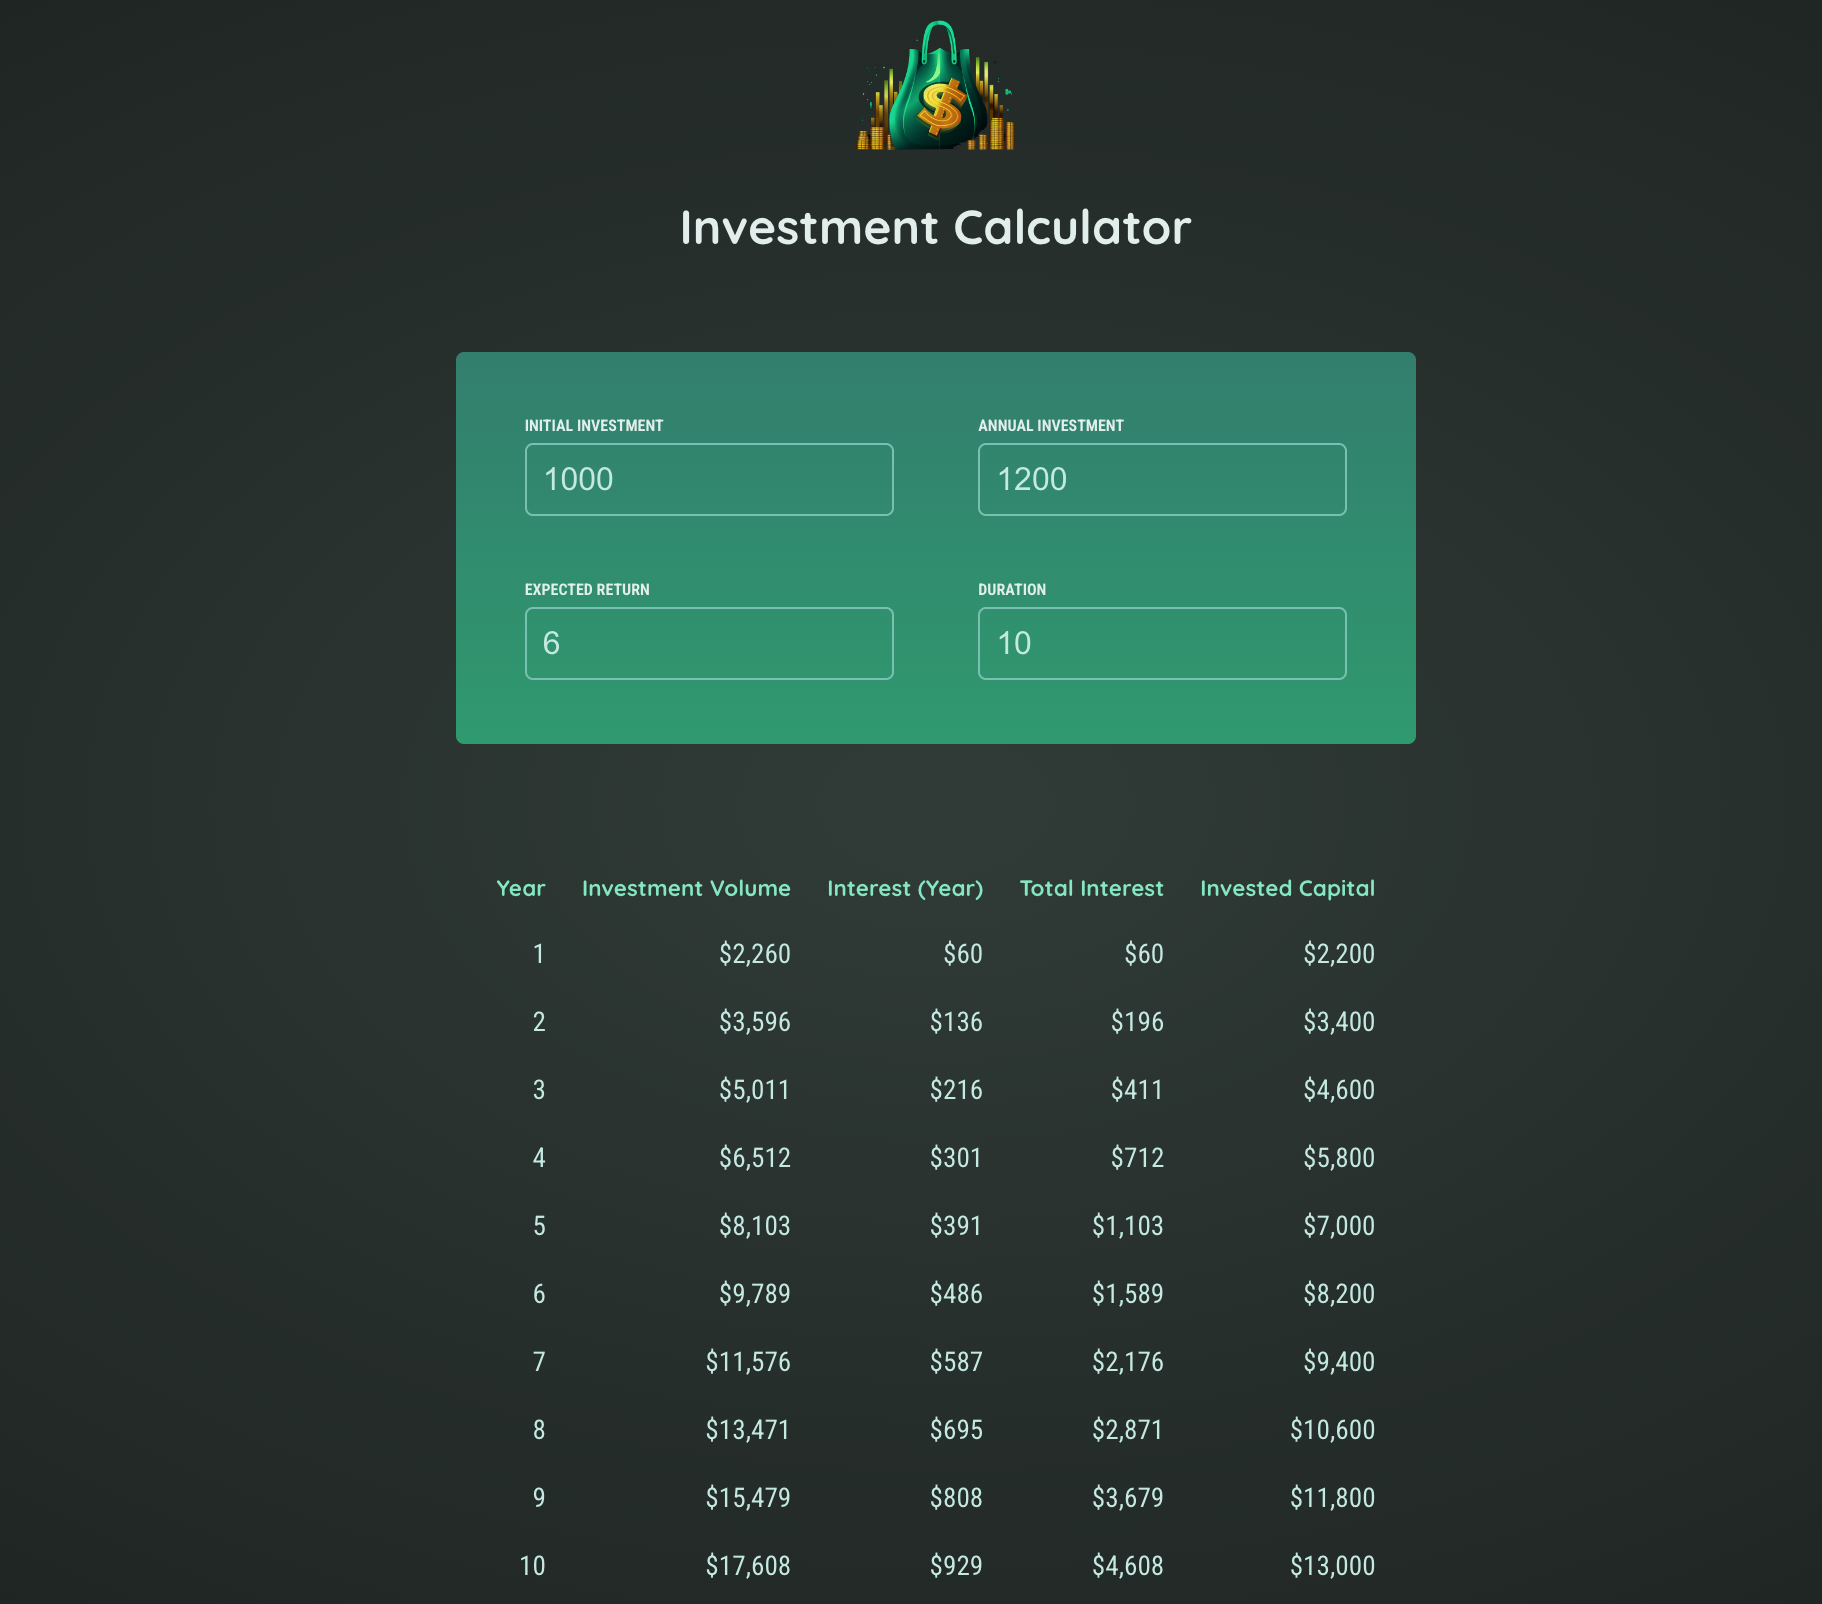 $
Investment Calculator
INITIAL INVESTMENT ANNUAL INVESTMENT
1000 1200
EXPECTED RETURN DURATION
6 10
Year Investment Volume Interest (Year) Total Interest Invested Capital
1 $2,260 $60 $60 $2,200
2 $3,596 $136 $196 $3,400
3 $5,011 $216 $411 $4,600
4 $6,512 $301 $712 $5,800
5 $8,103 $391 $1,103 $7,000
6 $9,789 $486 $1,589 $8,200
7 $11,576 $587 $2,176 $9,400
8 $13,471 $695 $2,871 $10,600
9 $15,479 $808 $3,679 $11,800
10 $17,608 $929 $4,608 $13,000